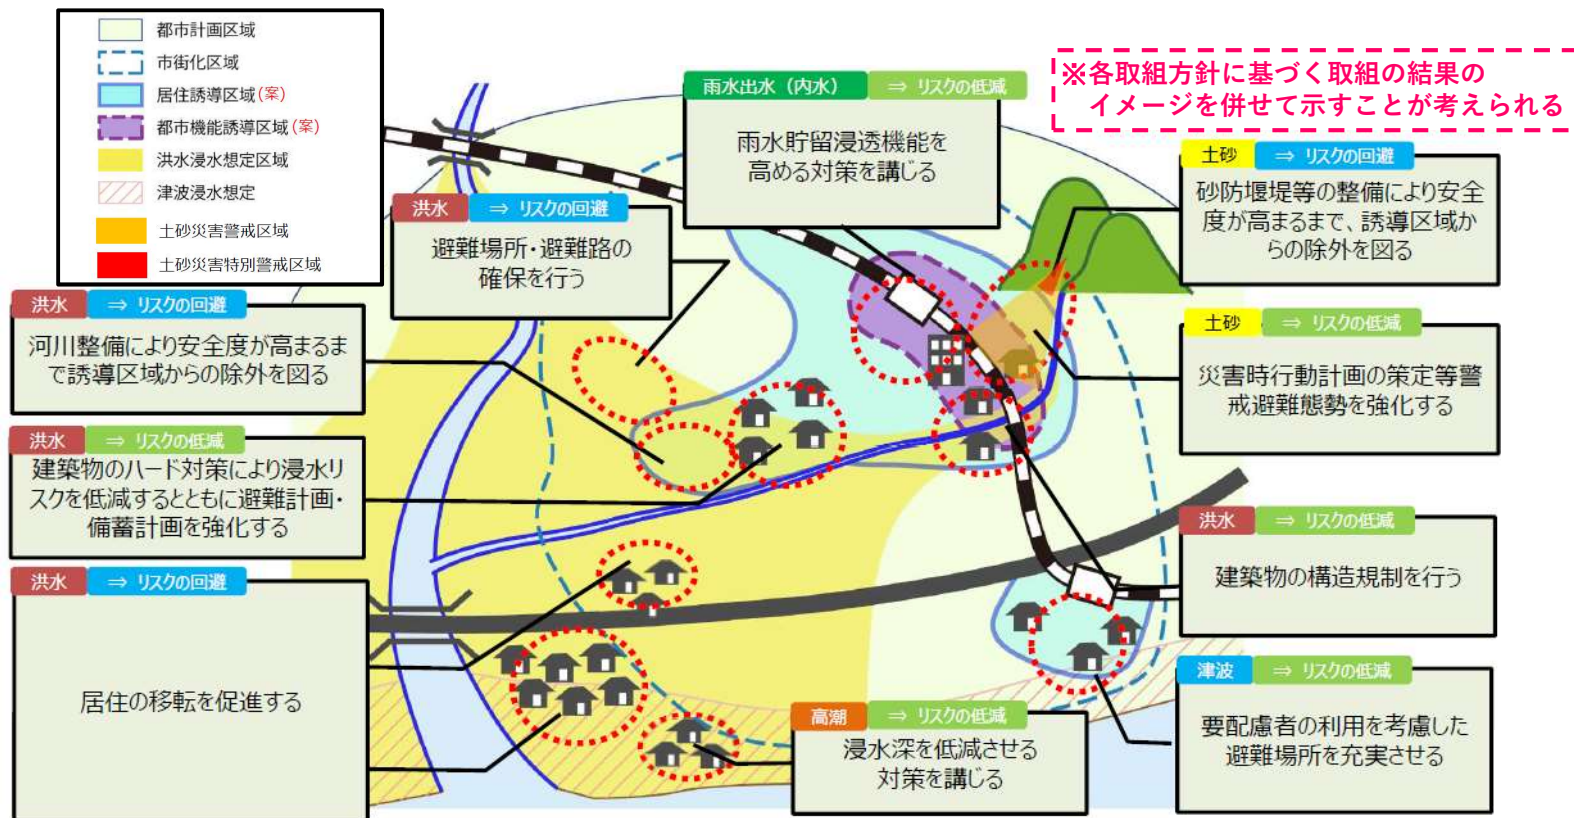 都市計画区域
市街化区域
居住誘導区域(案)
都市機能誘導区域(案)
洪水浸水想定区域
津波浸水想定
土砂災害警戒区域
土砂災害特別警戒区域
※各取組方針に基づく取組の結果の
イメージを併せて示すことが考えられる
雨水出水（内水） ⇒ リスクの低減
雨水貯留浸透機能を
高める対策を講じる
洪水 ⇒ リスクの回避
避難場所・避難路の
確保を行う
土砂 ⇒ リスクの回避
砂防堰堤等の整備により安全
度が高まるまで、誘導区域か
らの除外を図る
洪水 ⇒ リスクの回避
河川整備により安全度が高まるま
で誘導区域からの除外を図る
土砂 ⇒ リスクの低減
災害時行動計画の策定等警
戒避難態勢を強化する
洪水 ⇒ リスクの低減
建築物のハード対策により浸水リ
スクを低減するとともに避難計画・
備蓄計画を強化する
洪水 ⇒ リスクの低減
建築物の構造規制を行う
洪水 ⇒ リスクの回避
居住の移転を促進する
津波 ⇒ リスクの低減
要配慮者の利用を考慮した
避難場所を充実させる
高潮 ⇒ リスクの低減
浸水深を低減させる
対策を講じる